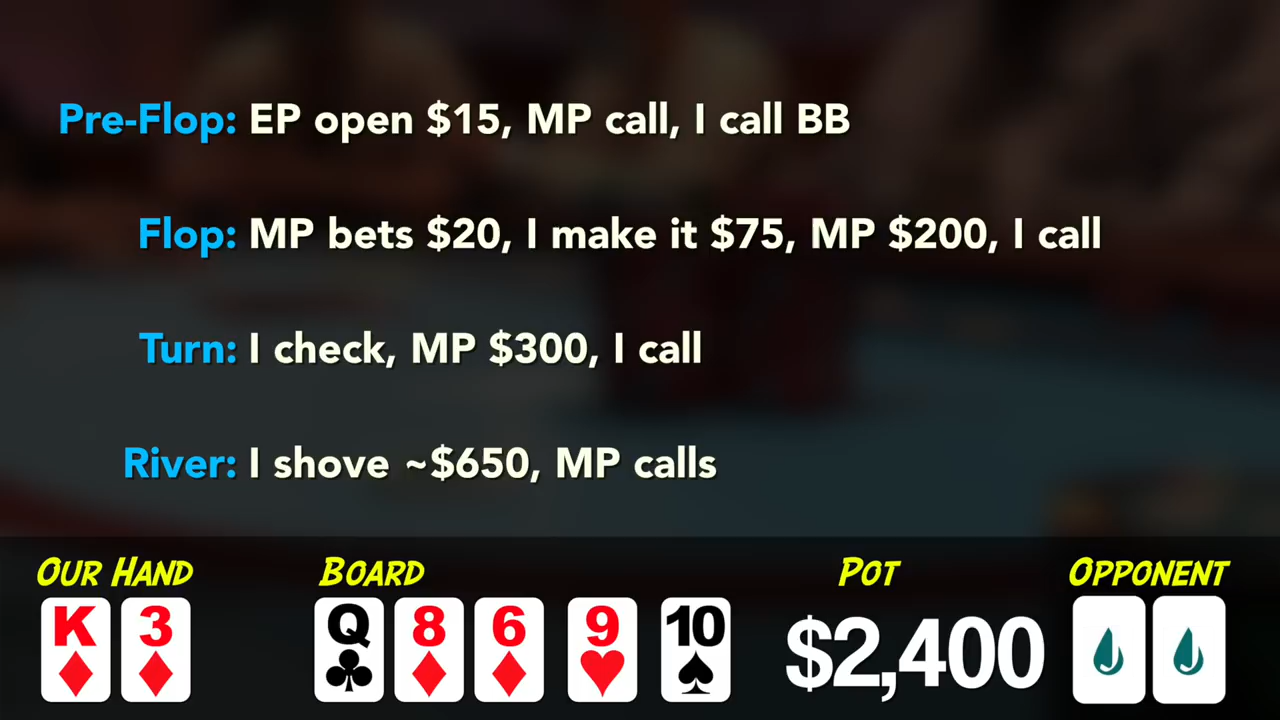 Pre-Flop: EP open $15, MP call, I call BB
Flop: MP bets $20, I make it $75, MP $200, I call
Turn: I check, MP $300, I call
River: I shove ~$650, MP calls
OUR HAND BOARD POT OPPONENT
K 3 Q 8 6 9 10 $2,400